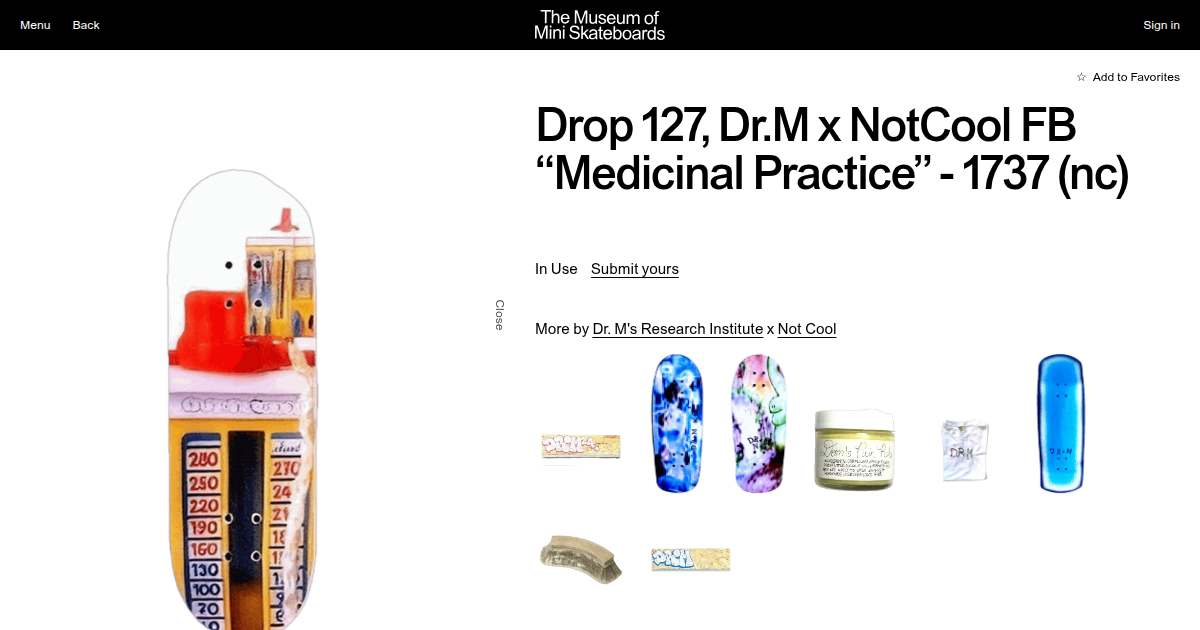 Menu
Back
The Museum of
Mini Skateboards
Sign in
☆ Add to Favorites
Drop 127, Dr.M x NotCool FB
“Medicinal Practice” - 1737 (nc)
In Use Submit yours
Close
More by Dr. M's Research Institute x Not Cool
280
250
220
190
160
130
100
70
270
24
DR.M